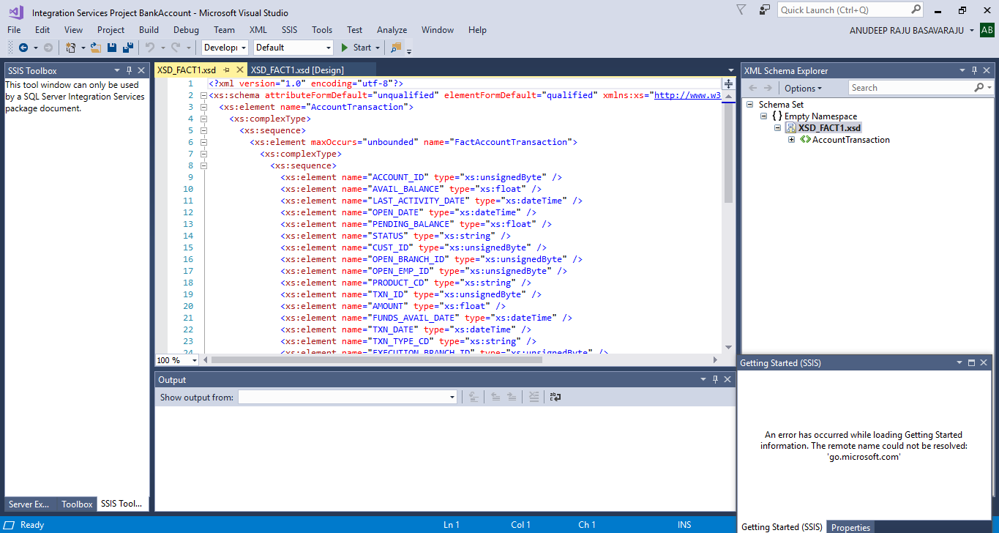 Integration Services Project BankAccount - Microsoft Visual Studio
Quick Launch (Ctrl+Q)
File Edit View Project Build Debug Team XML SSIS Tools Test Analyze Window Help
ANUDEEP RAJU BASAVARAJU AB
Developi Default Start
SSIS Toolbox
This tool window can only be used
by a SQL Server Integration Services
package document.
Server Ex... Toolbox SSIS Tool...
XSD_FACT1.xsd XSD_FACT1.xsd [Design]
1 <?xml version="1.0" encoding="utf-8"?>
2 <xs:schema attributeFormDefault="unqualified" elementFormDefault="qualified" xmlns:xs="http://www.w3
3 <xs:element name="AccountTransaction">
4 <xs:complexType>
5 <xs:sequence>
6 <xs:element maxOccurs="unbounded" name="FactAccountTransaction">
7 <xs:complexType>
8 <xs:sequence>
9 <xs:element name="ACCOUNT_ID" type="xs:unsignedByte" />
10 <xs:element name="AVAIL_BALANCE" type="xs:float" />
11 <xs:element name="LAST_ACTIVITY_DATE" type="xs:dateTime" />
12 <xs:element name="OPEN_DATE" type="xs:dateTime" />
13 <xs:element name="PENDING_BALANCE" type="xs:float" />
14 <xs:element name="STATUS" type="xs:string" />
15 <xs:element name="CUST_ID" type="xs:unsignedByte" />
16 <xs:element name="OPEN_BRANCH_ID" type="xs:unsignedByte" />
17 <xs:element name="OPEN_EMP_ID" type="xs:unsignedByte" />
18 <xs:element name="PRODUCT_CD" type="xs:string" />
19 <xs:element name="TXN_ID" type="xs:unsignedByte" />
20 <xs:element name="AMOUNT" type="xs:float" />
21 <xs:element name="FUNDS_AVAIL_DATE" type="xs:dateTime" />
22 <xs:element name="TXN_DATE" type="xs:dateTime" />
23 <xs:element name="TXN_TYPE_CD" type="xs:string" />
24 <xs:element name="EXECUTION_BRANCH_ID" type="xs:unsignedByte" />
100 %
Output
Show output from:
XML Schema Explorer
Options Search
Schema Set
{ } Empty Namespace
XSD_FACT1.xsd
AccountTransaction
Getting Started (SSIS)
An error has occurred while loading Getting Started
information. The remote name could not be resolved:
'go.microsoft.com'
Getting Started (SSIS) Properties
Ready Ln 1 Col 1 Ch 1 INS